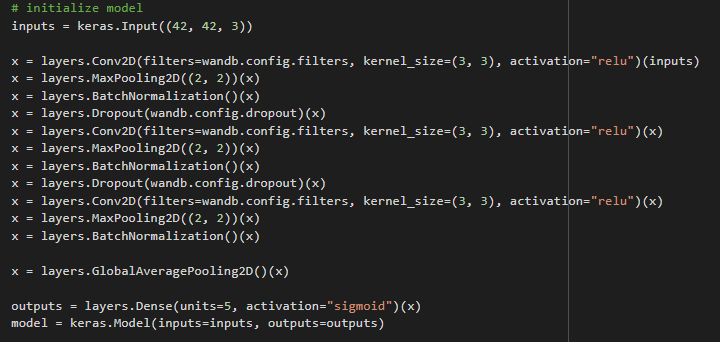 # initialize model
inputs = keras.Input((42, 42, 3))
x = layers.Conv2D(filters=wandb.config.filters, kernel_size=(3, 3), activation="relu")(inputs)
x = layers.MaxPooling2D((2, 2))(x)
x = layers.BatchNormalization()(x)
x = layers.Dropout(wandb.config.dropout)(x)
x = layers.Conv2D(filters=wandb.config.filters, kernel_size=(3, 3), activation="relu")(x)
x = layers.MaxPooling2D((2, 2))(x)
x = layers.BatchNormalization()(x)
x = layers.Dropout(wandb.config.dropout)(x)
x = layers.Conv2D(filters=wandb.config.filters, kernel_size=(3, 3), activation="relu")(x)
x = layers.MaxPooling2D((2, 2))(x)
x = layers.BatchNormalization()(x)
x = layers.GlobalAveragePooling2D()(x)
outputs = layers.Dense(units=5, activation="sigmoid")(x)
model = keras.Model(inputs=inputs, outputs=outputs)